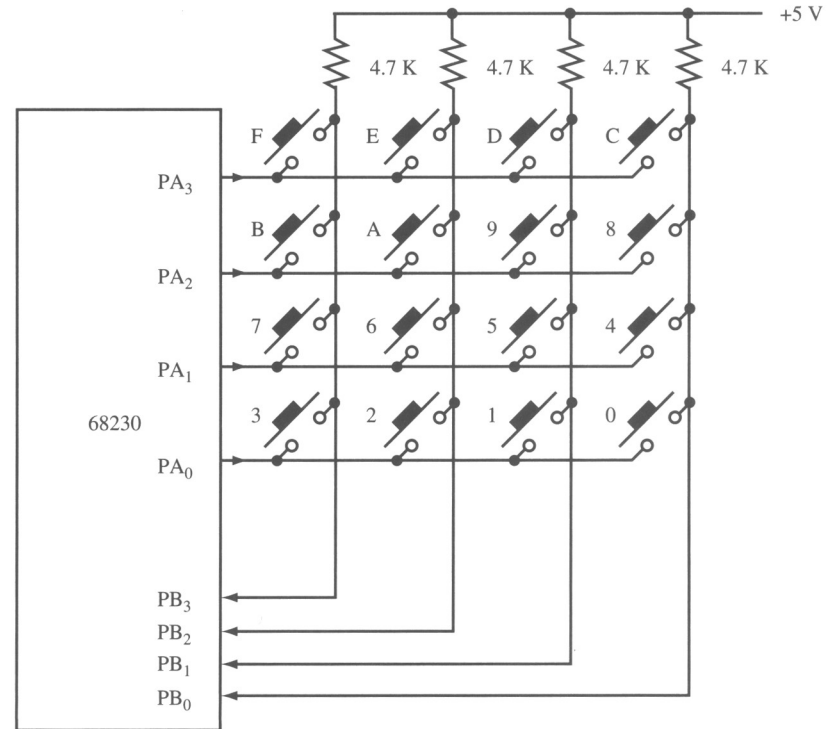 +5 V
4.7 K 4.7 K 4.7 K 4.7 K
F E D C
PA₃
B A 9 8
PA₂
7 6 5 4
PA₁
3 2 1 0
68230
PA₀
PB₃
PB₂
PB₁
PB₀